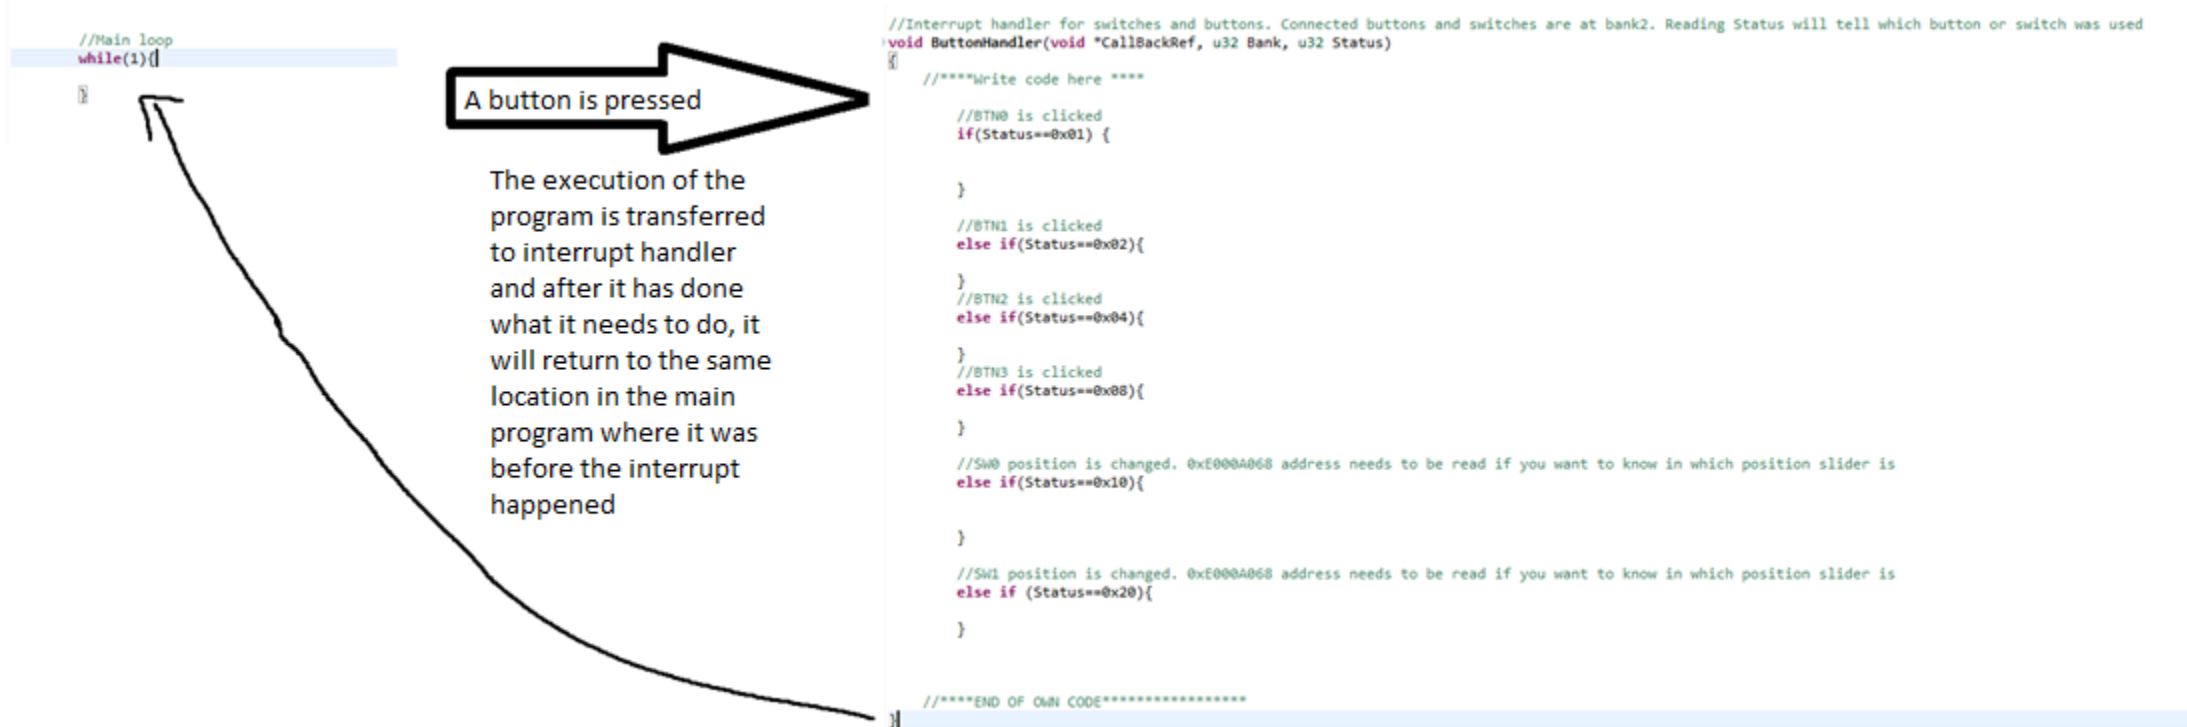 //Main loop
while(1){
}
A button is pressed
The execution of the
program is transferred
to interrupt handler
and after it has done
what it needs to do, it
will return to the same
location in the main
program where it was
before the interrupt
happened
//Interrupt handler for switches and buttons. Connected buttons and switches are at bank2. Reading Status will tell which button or switch was used
void ButtonHandler(void *CallBackRef, u32 Bank, u32 Status)
{
//****Write code here ****
//BTN0 is clicked
if(Status==0x01) {
}
//BTN1 is clicked
else if(Status==0x02){
}
//BTN2 is clicked
else if(Status==0x04){
}
//BTN3 is clicked
else if(Status==0x08){
}
//SW0 position is changed. 0xE000A068 address needs to be read if you want to know in which position slider is
else if(Status==0x10){
}
//SW1 position is changed. 0xE000A068 address needs to be read if you want to know in which position slider is
else if (Status==0x20){
}
//****END OF OWN CODE*****************
}